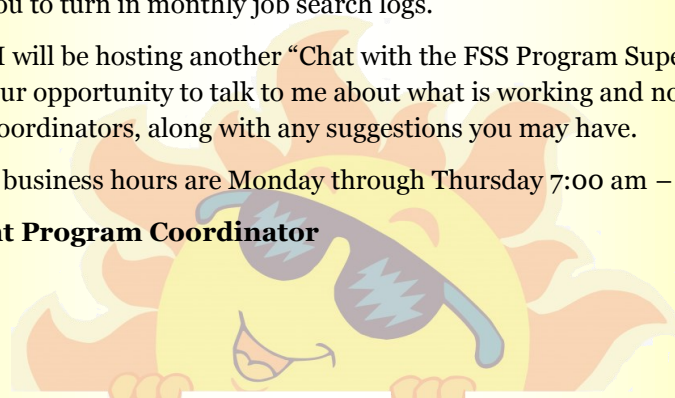 ou to turn in monthly job search logs.
I will be hosting another “Chat with the FSS Program Supe
ur opportunity to talk to me about what is working and no
oordinators, along with any suggestions you may have.
business hours are Monday through Thursday 7:00 am –
t Program Coordinator